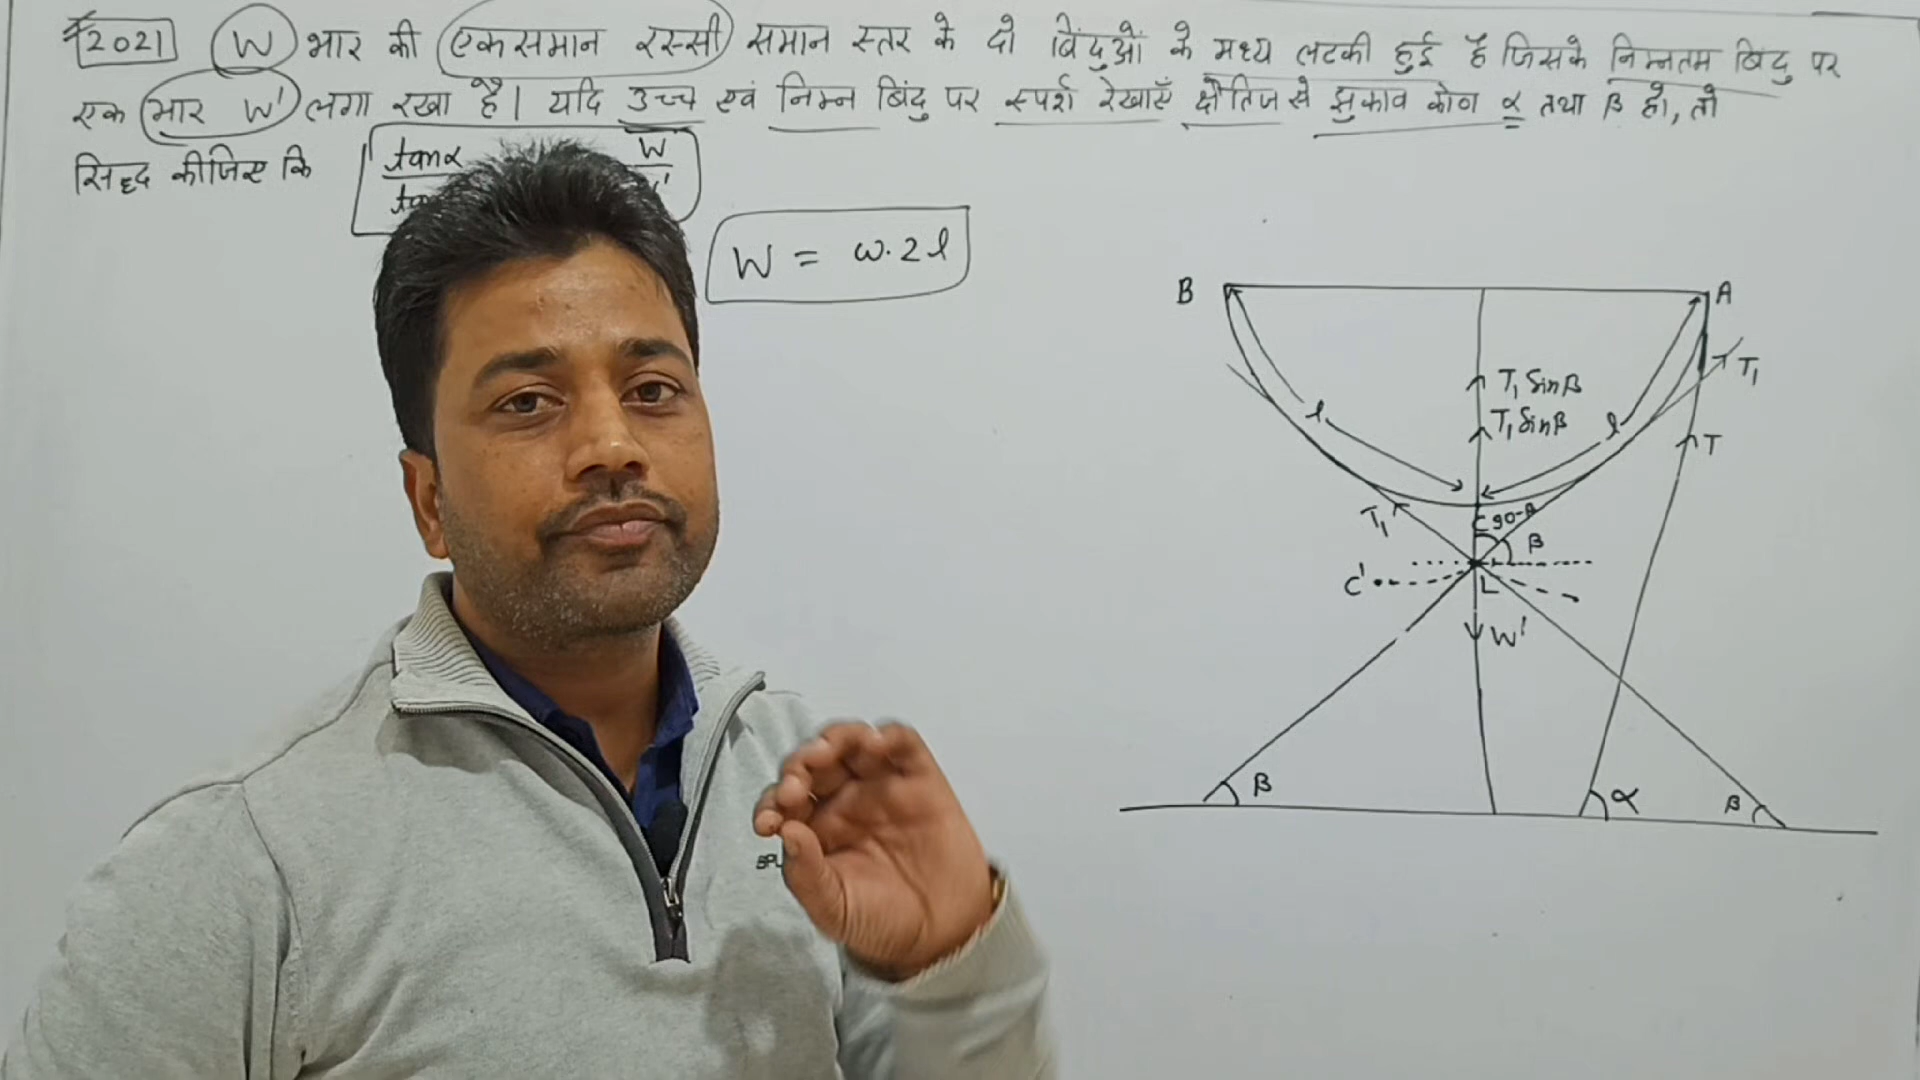 *2021 W भार की एकसमान रस्सी समान स्तर के दो बिंदुओं के मध्य लटकी हुई है जिसके निम्नतम बिंदु पर
एक भार W' लगा रखा है। यदि उच्च एवं निम्न बिंदु पर स्पर्श रेखाएँ क्षैतिज से झुकाव कोण α तथा β हो, तो
सिद्ध कीजिए कि tanα W
W = ω.2l
B A
T₁
T₁ Sinβ
T₁ Sinβ
l l
T
T₁ C 90-β
β
C' L
W'
β α β